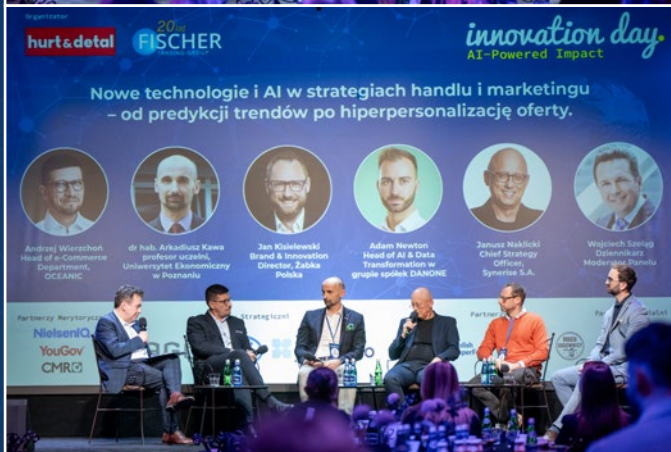 Organizator
hurt & detal
20 lat
FISCHER
TRADING GROUP
innovation day.
AI-Powered Impact
Nowe technologie i AI w strategiach handlu i marketingu
– od predykcji trendów po hiperpersonalizację oferty.
Andrzej Wierzchoń
Head of e-Commerce
Department,
OCEANIC
dr hab. Arkadiusz Kawa
profesor uczelni,
Uniwersytet Ekonomiczny
w Poznaniu
Jan Kisielewski
Brand & Innovation
Director, Żabka
Polska
Adam Newton
Head of AI & Data
Transformation w
grupie spółek DANONE
Janusz Naklicki
Chief Strategy
Officer,
Synerise S.A.
Wojciech Szeląg
Dziennikarz
Moderator Panelu
Partnerzy Merytoryczni
NielsenIQ
YouGov
CMR
Strategiczni